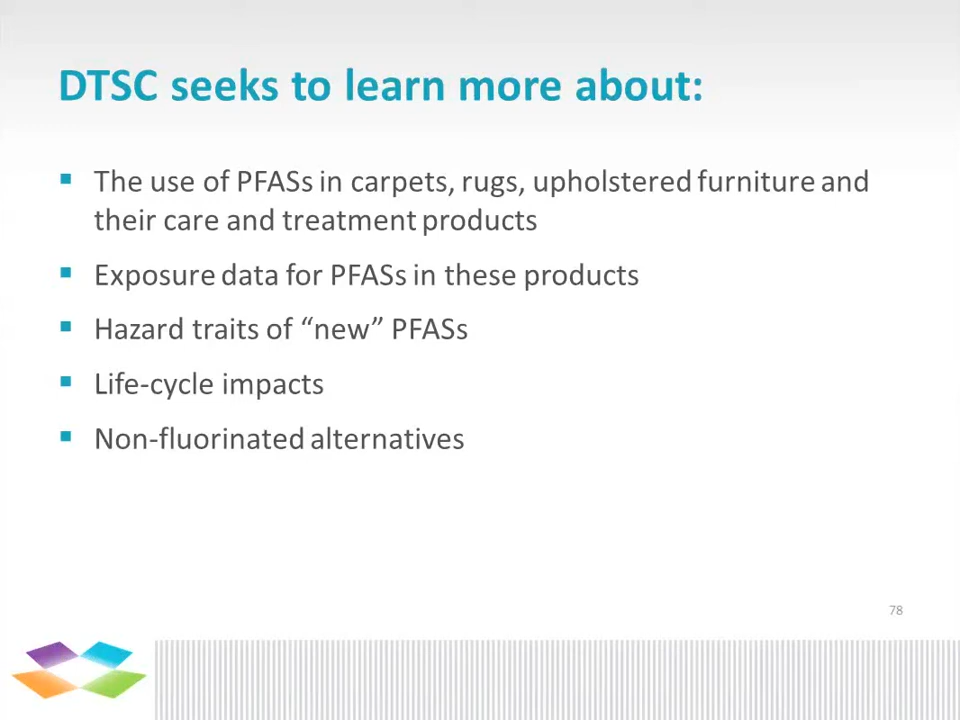 DTSC seeks to learn more about:
▪ The use of PFASs in carpets, rugs, upholstered furniture and
their care and treatment products
▪ Exposure data for PFASs in these products
▪ Hazard traits of “new” PFASs
▪ Life-cycle impacts
▪ Non-fluorinated alternatives
78